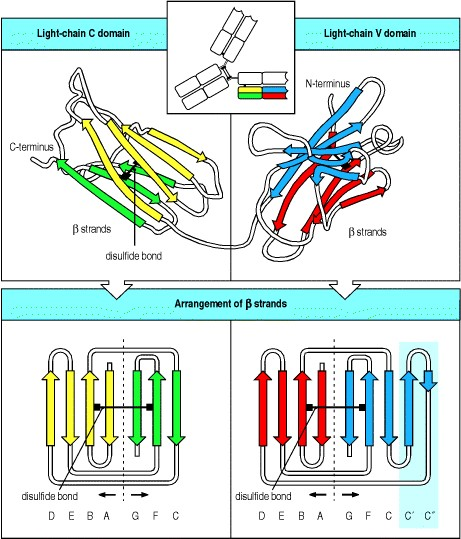 Light-chain C domain
Light-chain V domain
N-terminus
C-terminus
β strands
β strands
disulfide bond
Arrangement of β strands
disulfide bond
disulfide bond
D E B A G F C
D E B A G F C C′ C″